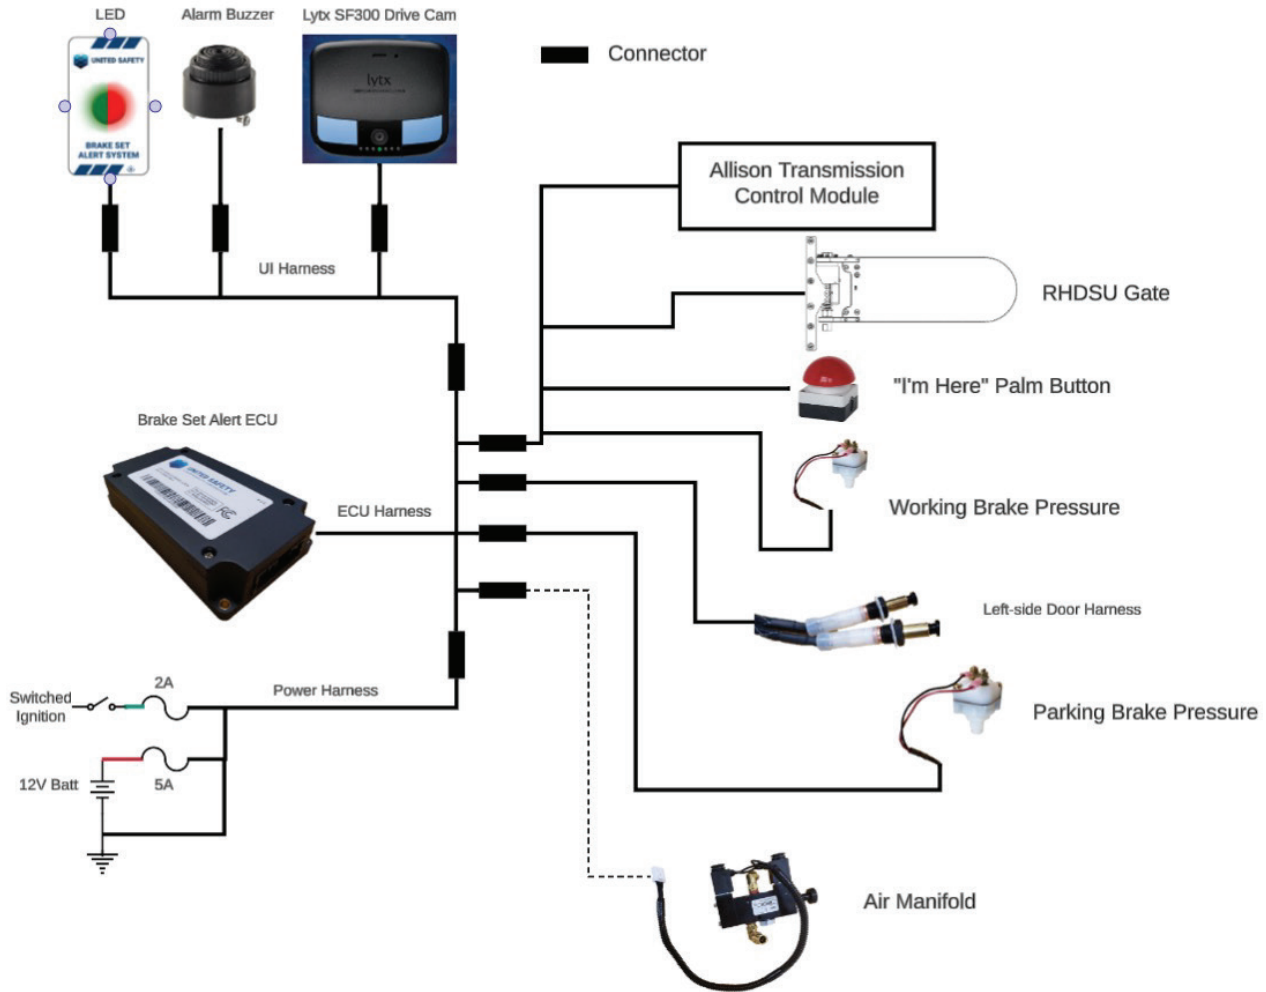 LED
Alarm Buzzer
Lytx SF300 Drive Cam
UNITED SAFETY
BRAKE SET
ALERT SYSTEM
lytx
Connector
Allison Transmission
Control Module
UI Harness
RHDSU Gate
"I'm Here" Palm Button
Brake Set Alert ECU
UNITED SAFETY
FC
ECU Harness
Working Brake Pressure
Left-side Door Harness
Switched
Ignition
2A
Power Harness
Parking Brake Pressure
12V Batt
5A
Air Manifold